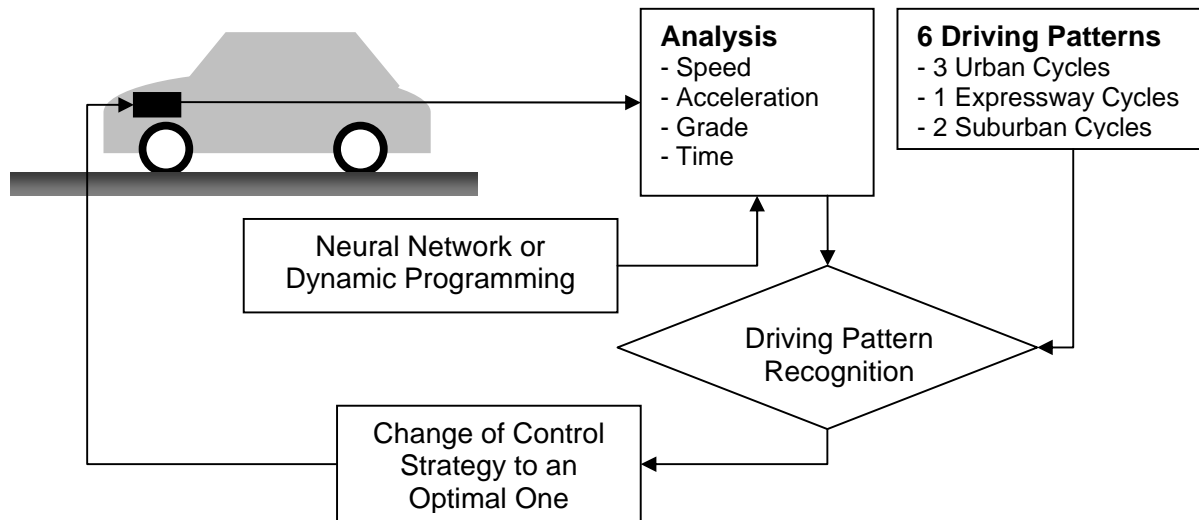 Analysis
- Speed
- Acceleration
- Grade
- Time
6 Driving Patterns
- 3 Urban Cycles
- 1 Expressway Cycles
- 2 Suburban Cycles
Neural Network or
Dynamic Programming
Driving Pattern
Recognition
Change of Control
Strategy to an
Optimal One